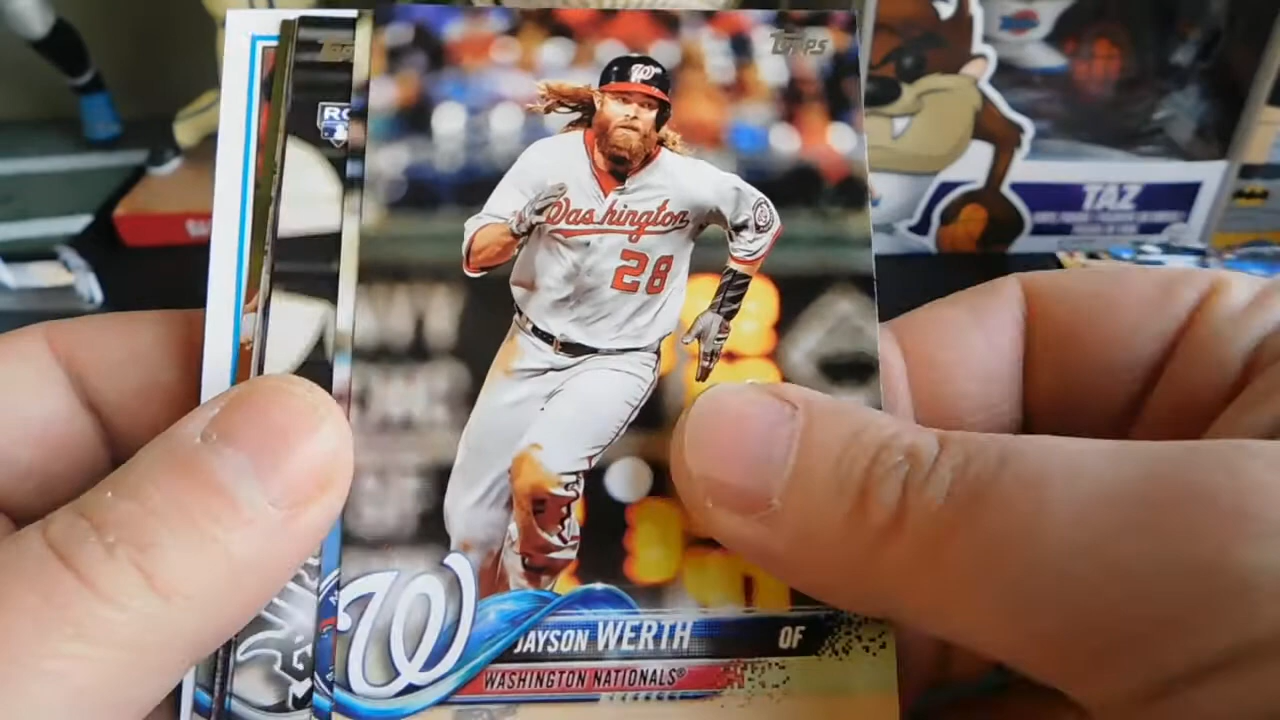 Topps
RC
W
TAZ
Washington
28
W
JAYSON WERTH OF
WASHINGTON NATIONALS®